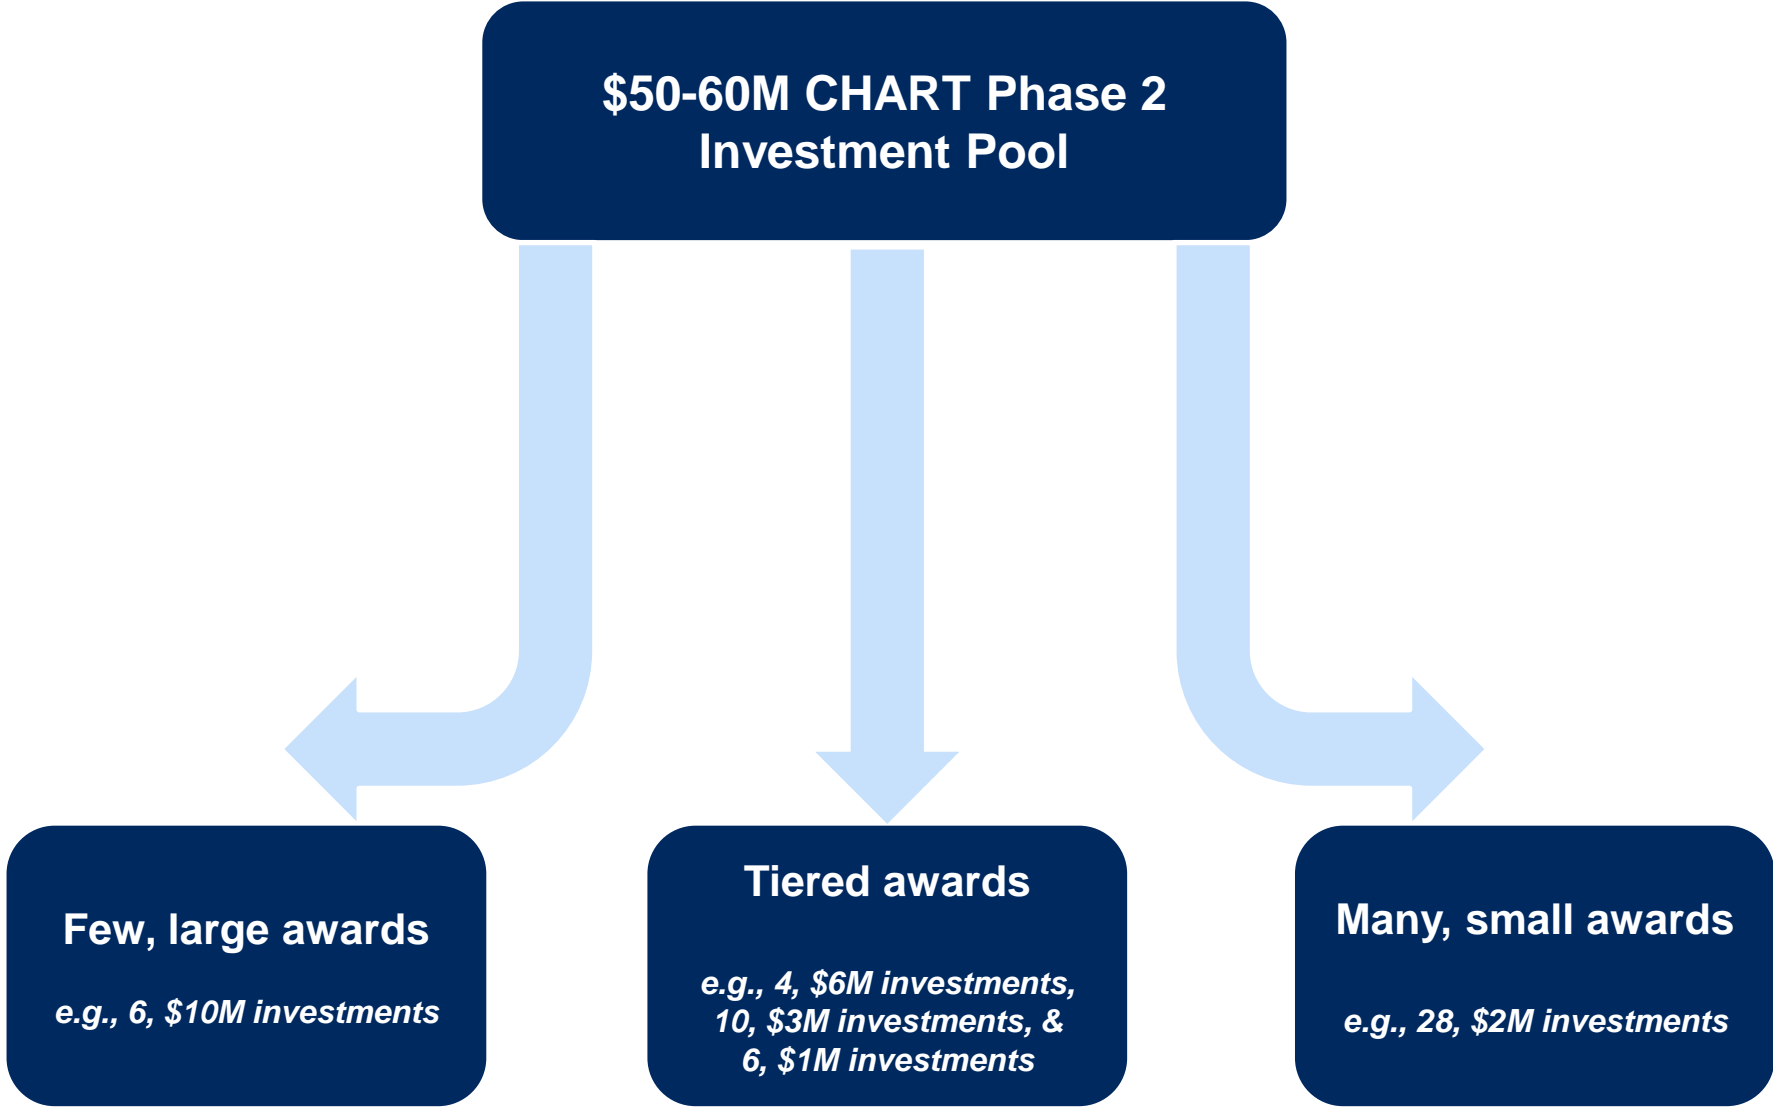 $50-60M CHART Phase 2
Investment Pool
Few, large awards
e.g., 6, $10M investments
Tiered awards
e.g., 4, $6M investments,
10, $3M investments, &
6, $1M investments
Many, small awards
e.g., 28, $2M investments